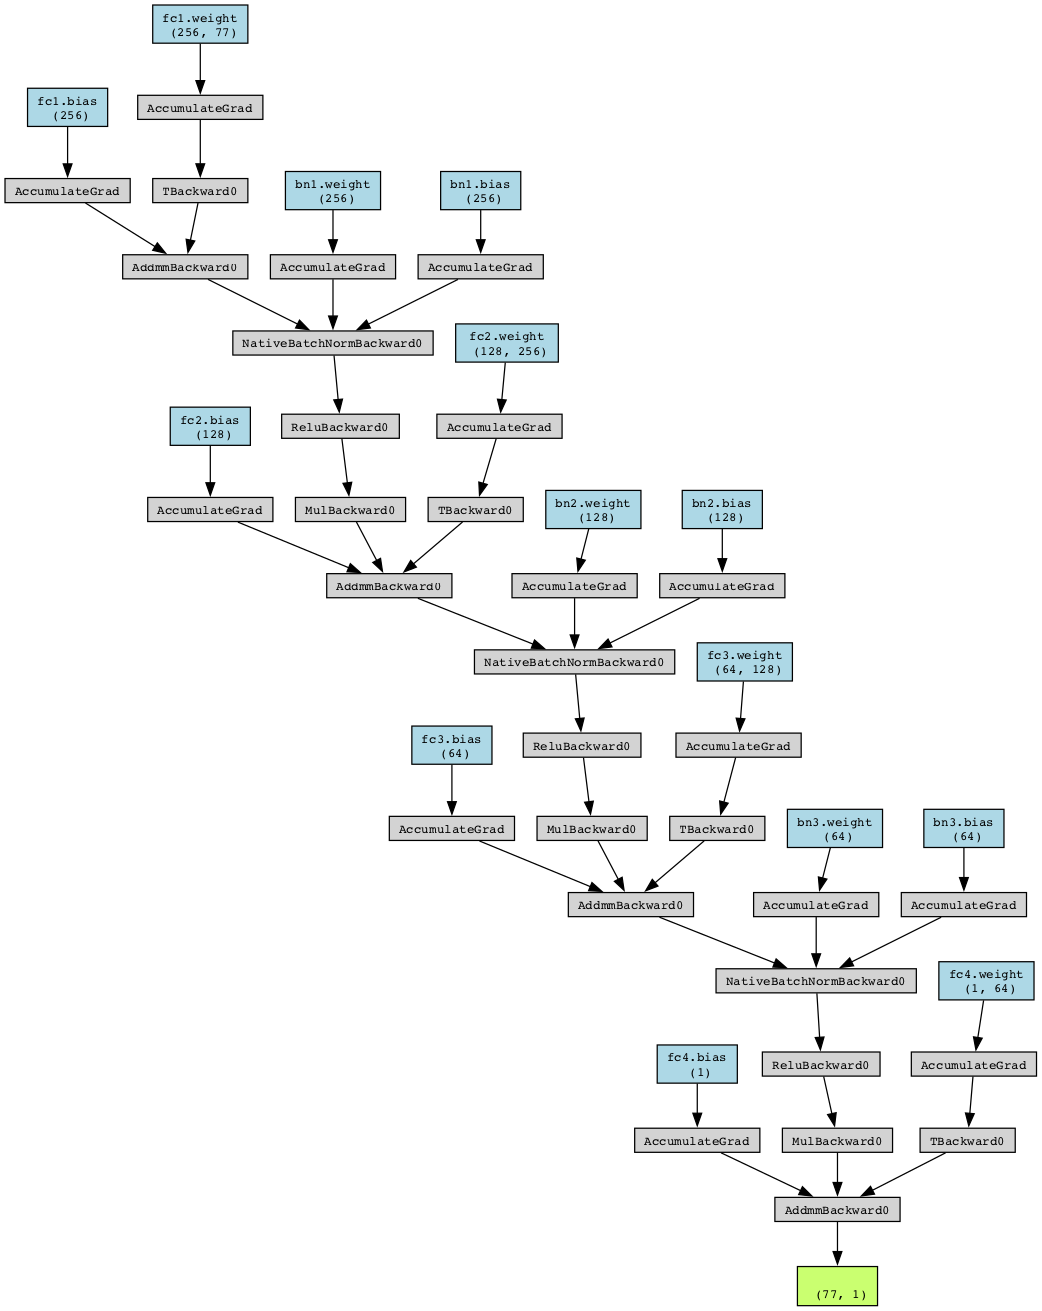 fc1.weight
(256, 77)
fc1.bias
(256)
AccumulateGrad
AccumulateGrad
TBackward0
bn1.weight
(256)
bn1.bias
(256)
AddmmBackward0
AccumulateGrad
AccumulateGrad
NativeBatchNormBackward0
fc2.weight
(128, 256)
fc2.bias
(128)
ReluBackward0
AccumulateGrad
AccumulateGrad
MulBackward0
TBackward0
bn2.weight
(128)
bn2.bias
(128)
AddmmBackward0
AccumulateGrad
AccumulateGrad
NativeBatchNormBackward0
fc3.weight
(64, 128)
fc3.bias
(64)
ReluBackward0
AccumulateGrad
AccumulateGrad
MulBackward0
TBackward0
bn3.weight
(64)
bn3.bias
(64)
AddmmBackward0
AccumulateGrad
AccumulateGrad
NativeBatchNormBackward0
fc4.weight
(1, 64)
fc4.bias
(1)
ReluBackward0
AccumulateGrad
AccumulateGrad
MulBackward0
TBackward0
AddmmBackward0
(77, 1)